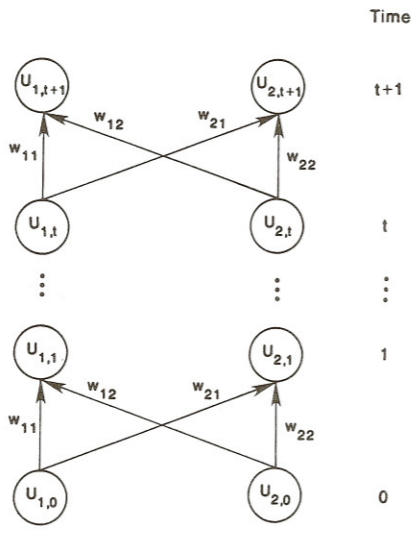 Time
U1,t+1 U2,t+1 t+1
w12 w21
w11 w22
U1,t U2,t t
U1,1 U2,1 1
w12 w21
w11 w22
U1,0 U2,0 0